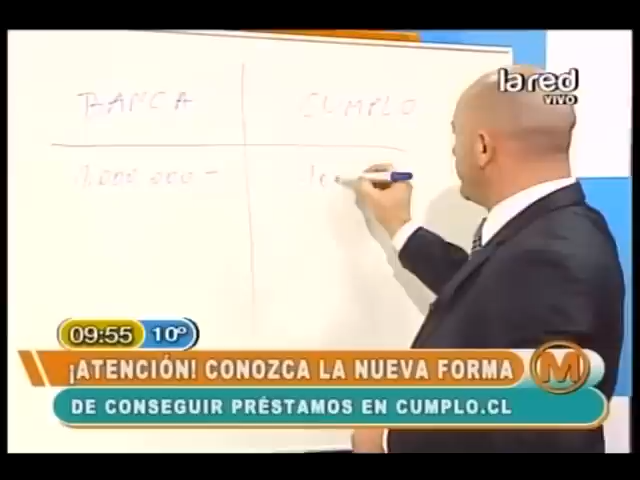 la red
VIVO
BANCA CUMPLO
1.000.000-
09:55 10°
¡ATENCIÓN! CONOZCA LA NUEVA FORMA
DE CONSEGUIR PRÉSTAMOS EN CUMPLO.CL
M